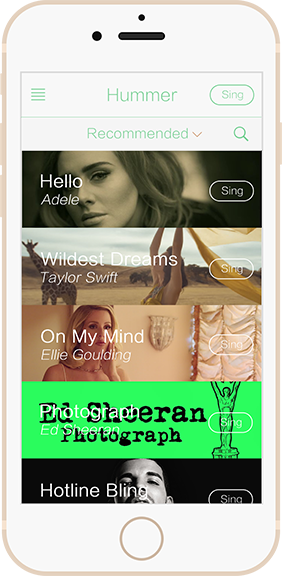 Hummer
Sing
Recommended
Hello
Adele
Sing
Wildest Dreams
Taylor Swift
Sing
On My Mind
Ellie Goulding
Sing
Photograph
Ed Sheeran
Ed Sheeran
Photograph
Sing
Hotline Bling
Sing